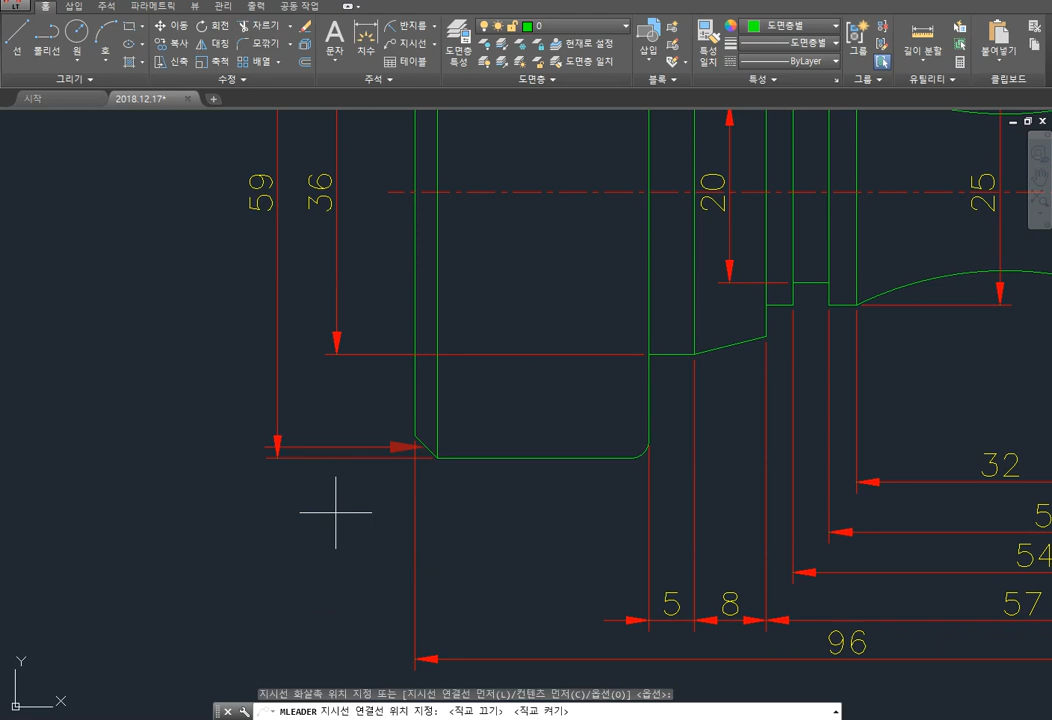 LT 홈 삽입 주석 파라메트릭 뷰 관리 출력 공동 작업
선 폴리선 원 호 이동 회전 자르기
복사 대칭 모깎기
신축 축척 배열
문자 치수 반지름
지시선
테이블
도면층 특성 0
현재로 설정
도면층 일치
삽입
특성 일치 도면층별
도면층별
ByLayer
그룹 길이 분할 붙여넣기
그리기 수정 주석 도면층 블록 특성 그룹 유틸리티 클립보드
시작 2018.12.17* +
59 36 20 25
32
5
54
5 8 57
96
Y
X
지시선 화살촉 위치 지정 또는 [지시선 연결선 먼저(L)/컨텐츠 먼저(C)/옵션(O)] <옵션>:
MLEADER 지시선 연결선 위치 지정: <직교 끄기> <직교 켜기>